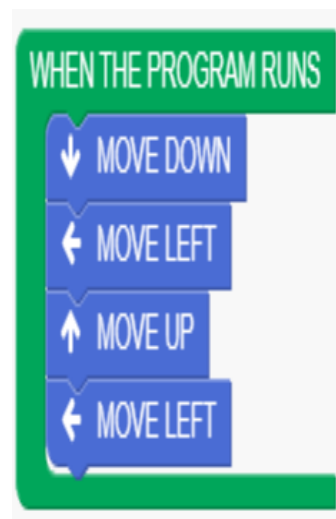 WHEN THE PROGRAM RUNS
MOVE DOWN
MOVE LEFT
MOVE UP
MOVE LEFT